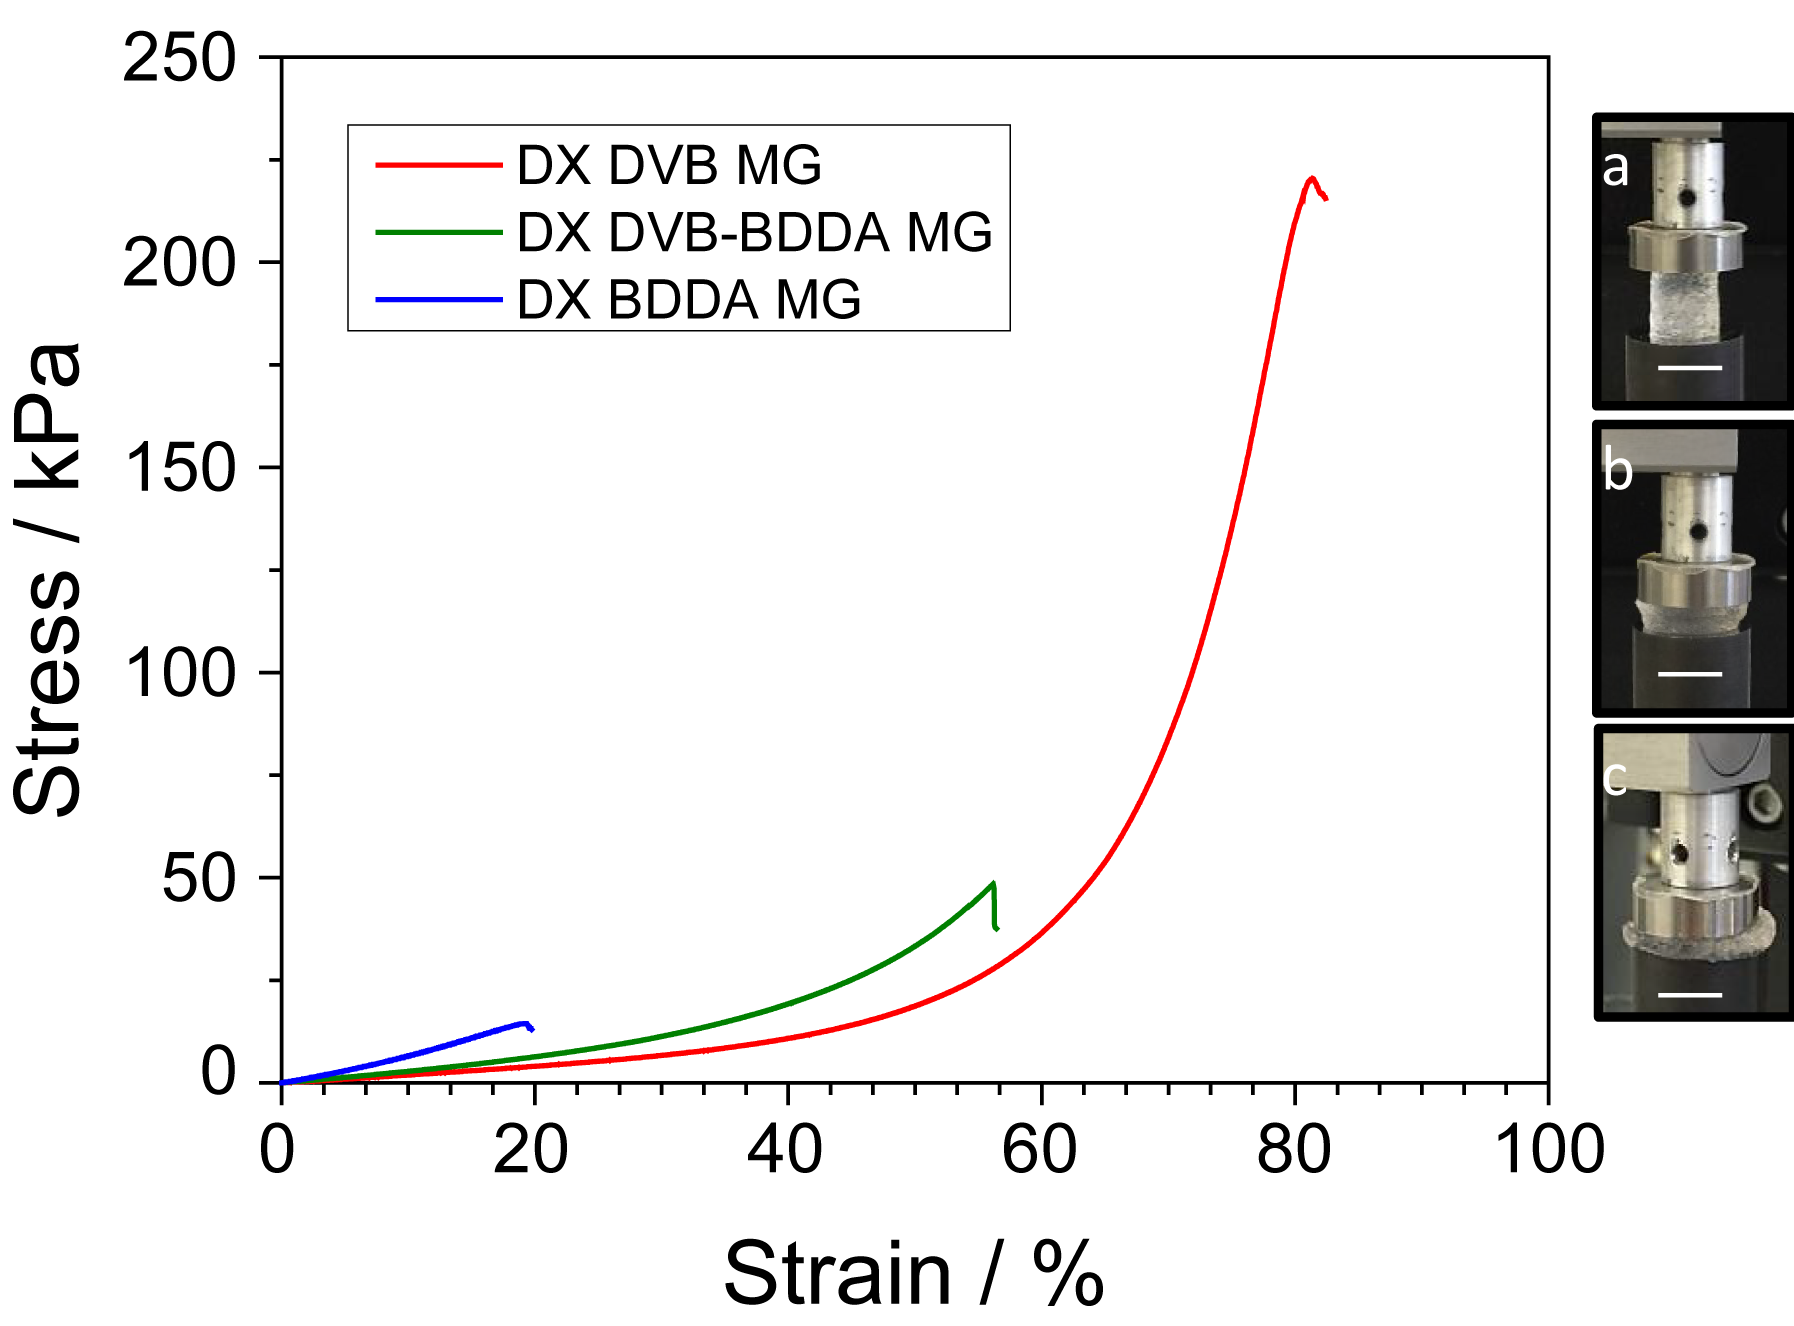 250
200
150
100
50
0
Stress / kPa
DX DVB MG
DX DVB-BDDA MG
DX BDDA MG
0 20 40 60 80 100
Strain / %
a
b
c